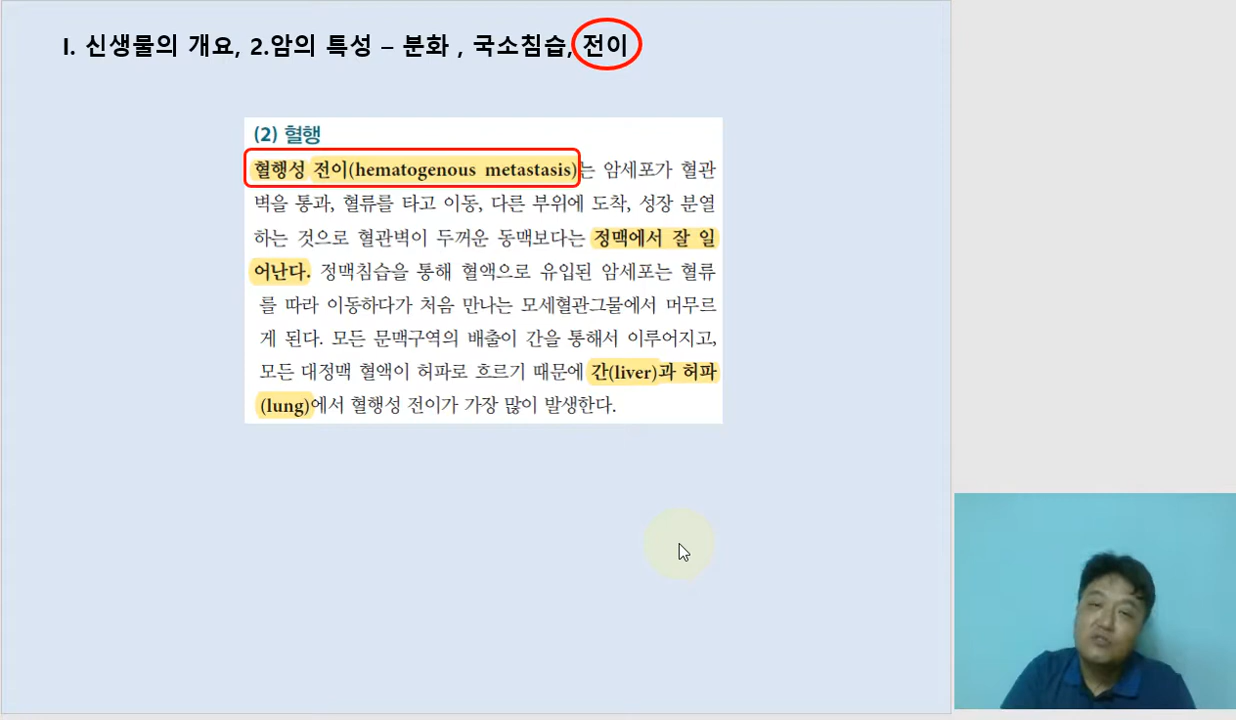 I. 신생물의 개요, 2.암의 특성 – 분화 , 국소침습, 전이
(2) 혈행
혈행성 전이(hematogenous metastasis)는 암세포가 혈관
벽을 통과, 혈류를 타고 이동, 다른 부위에 도착, 성장 분열
하는 것으로 혈관벽이 두꺼운 동맥보다는 정맥에서 잘 일
어난다. 정맥침습을 통해 혈액으로 유입된 암세포는 혈류
를 따라 이동하다가 처음 만나는 모세혈관그물에서 머무르
게 된다. 모든 문맥구역의 배출이 간을 통해서 이루어지고,
모든 대정맥 혈액이 허파로 흐르기 때문에 간(liver)과 허파
(lung)에서 혈행성 전이가 가장 많이 발생한다.